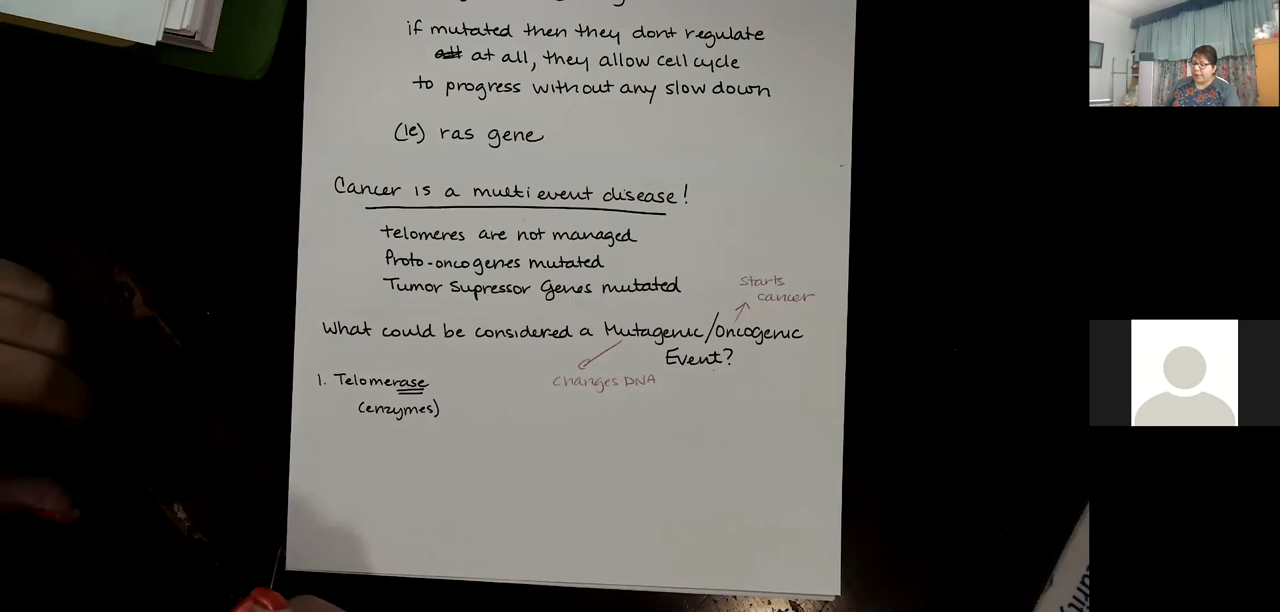 if mutated then they dont regulate
at all, they allow cell cycle
to progress without any slow down
(ie) ras gene
Cancer is a multi event disease!
telomeres are not managed
Proto-oncogenes mutated
Tumor Supressor Genes mutated
Starts
cancer
What could be considered a Mutagenic/Oncogenic
Event?
Changes DNA
1. Telomerase
(enzymes)